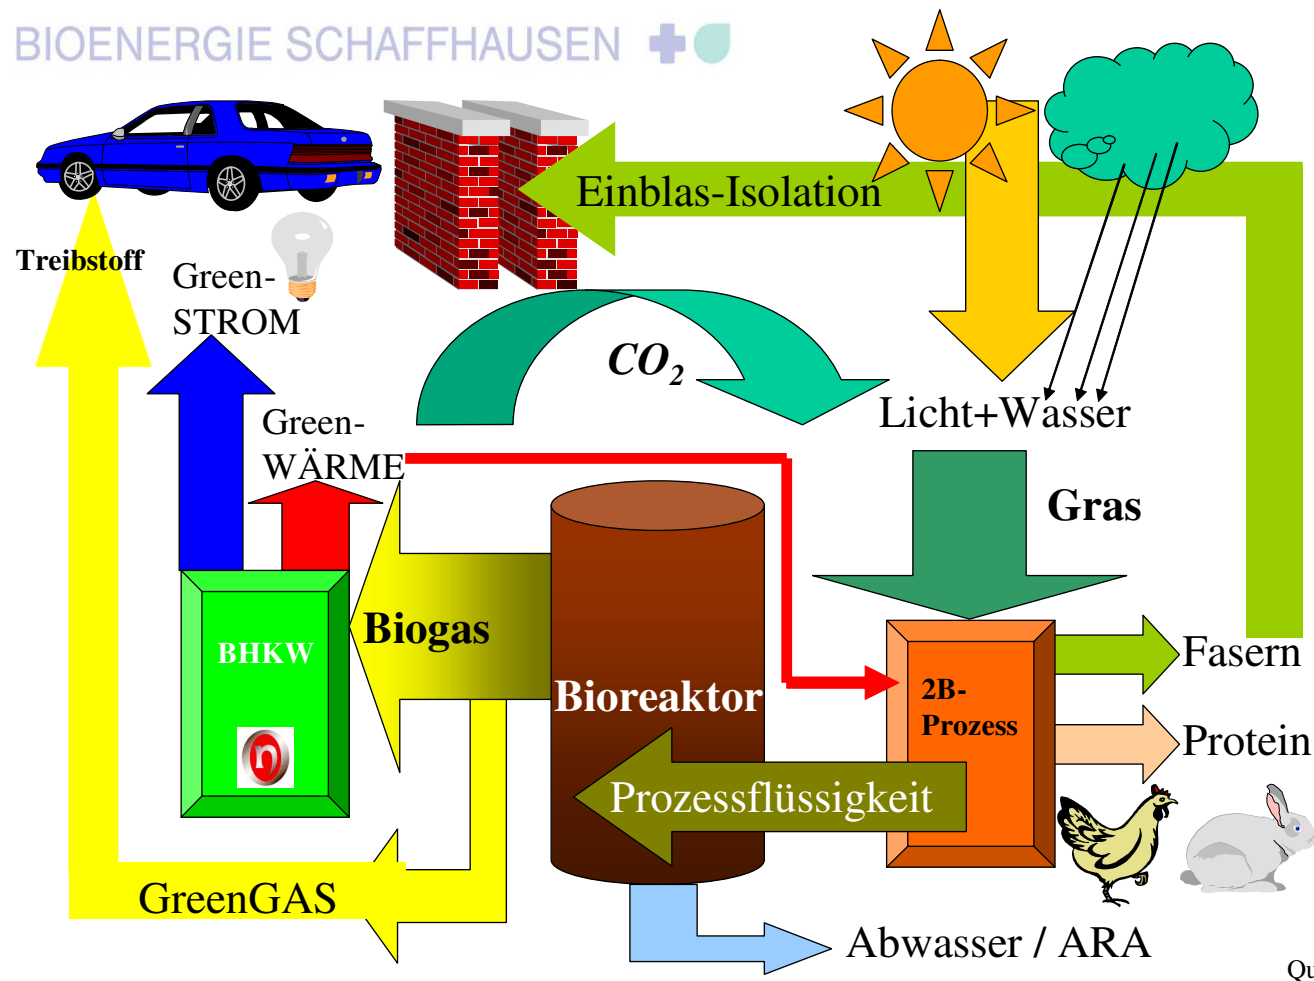 BIOENERGIE SCHAFFHAUSEN
Einblas-Isolation
Treibstoff
Green-
STROM
CO2
Licht+Wasser
Green-
WÄRME
Gras
Biogas
BHKW
η
Bioreaktor
2B-
Prozess
Fasern
Protein
Prozessflüssigkeit
GreenGAS
Abwasser / ARA
Qu